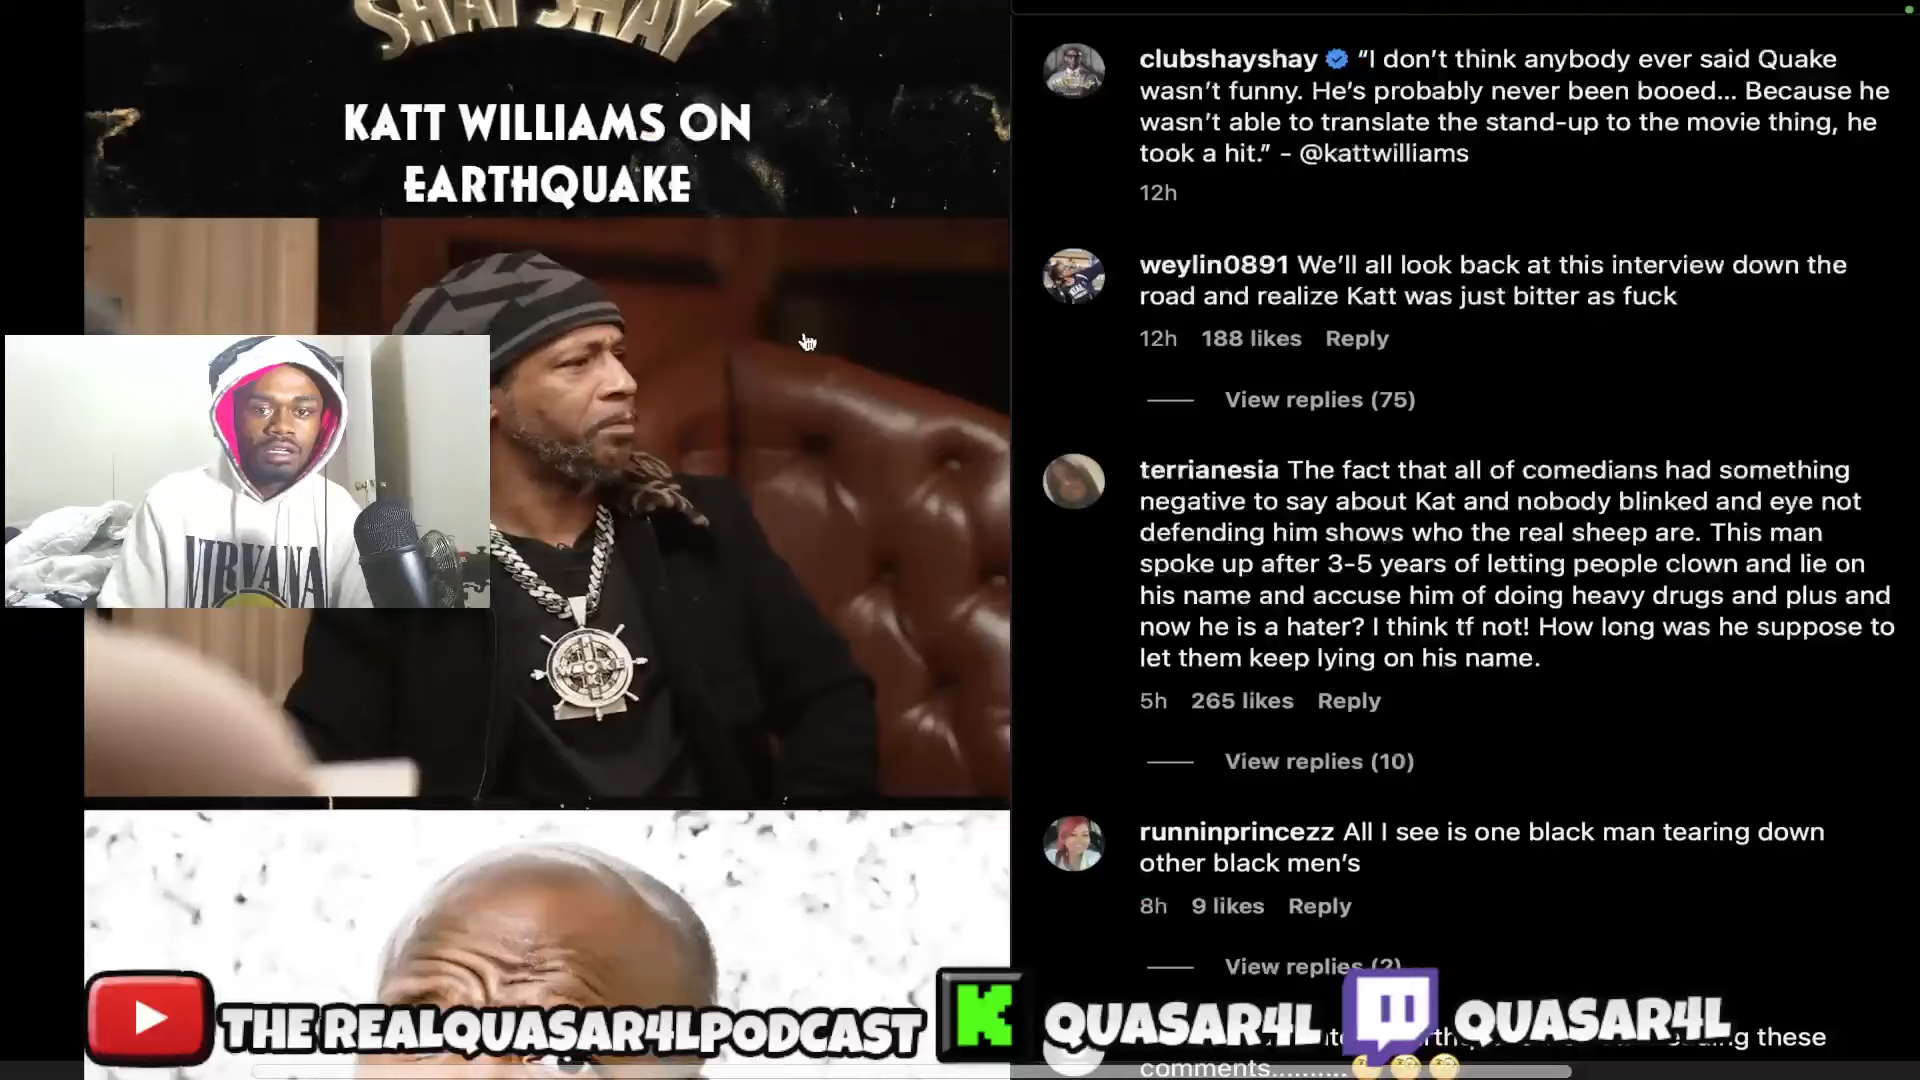 SHAY SHAY
KATT WILLIAMS ON
EARTHQUAKE
NIRVANA
WOKE
clubshayshay “I don’t think anybody ever said Quake
wasn’t funny. He’s probably never been booed... Because he
wasn’t able to translate the stand-up to the movie thing, he
took a hit.” – @kattwilliams
12h
weylin0891 We’ll all look back at this interview down the
road and realize Katt was just bitter as fuck
12h 188 likes Reply
View replies (75)
terrianesia The fact that all of comedians had something
negative to say about Kat and nobody blinked and eye not
defending him shows who the real sheep are. This man
spoke up after 3-5 years of letting people clown and lie on
his name and accuse him of doing heavy drugs and plus and
now he is a hater? I think tf not! How long was he suppose to
let them keep lying on his name.
5h 265 likes Reply
View replies (10)
runninprincezz All I see is one black man tearing down
other black men’s
8h 9 likes Reply
View replies (2)
these
comments..........🧐🧐🧐
THE REALQUASAR4LPODCAST
K QUASAR4L
QUASAR4L